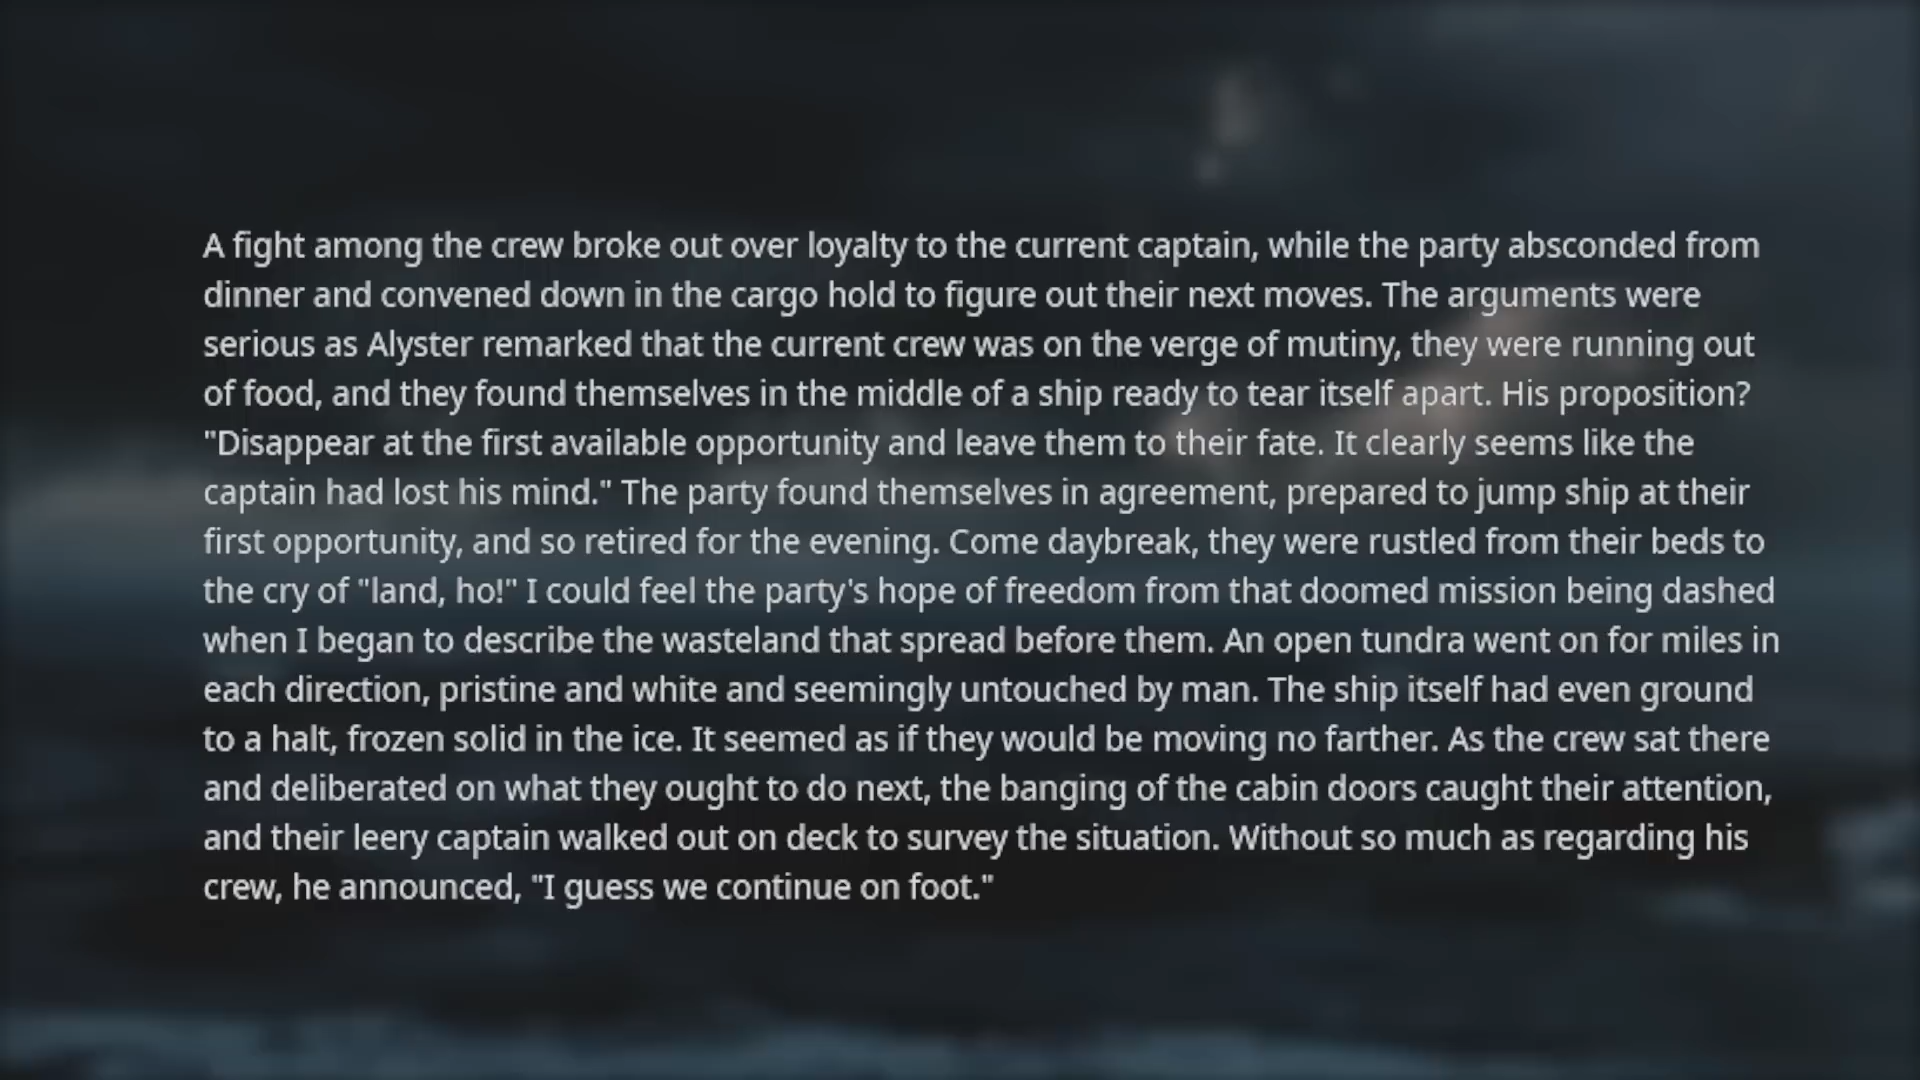 A fight among the crew broke out over loyalty to the current captain, while the party absconded from
dinner and convened down in the cargo hold to figure out their next moves. The arguments were
serious as Alyster remarked that the current crew was on the verge of mutiny, they were running out
of food, and they found themselves in the middle of a ship ready to tear itself apart. His proposition?
"Disappear at the first available opportunity and leave them to their fate. It clearly seems like the
captain had lost his mind." The party found themselves in agreement, prepared to jump ship at their
first opportunity, and so retired for the evening. Come daybreak, they were rustled from their beds to
the cry of "land, ho!" I could feel the party's hope of freedom from that doomed mission being dashed
when I began to describe the wasteland that spread before them. An open tundra went on for miles in
each direction, pristine and white and seemingly untouched by man. The ship itself had even ground
to a halt, frozen solid in the ice. It seemed as if they would be moving no farther. As the crew sat there
and deliberated on what they ought to do next, the banging of the cabin doors caught their attention,
and their leery captain walked out on deck to survey the situation. Without so much as regarding his
crew, he announced, "I guess we continue on foot."